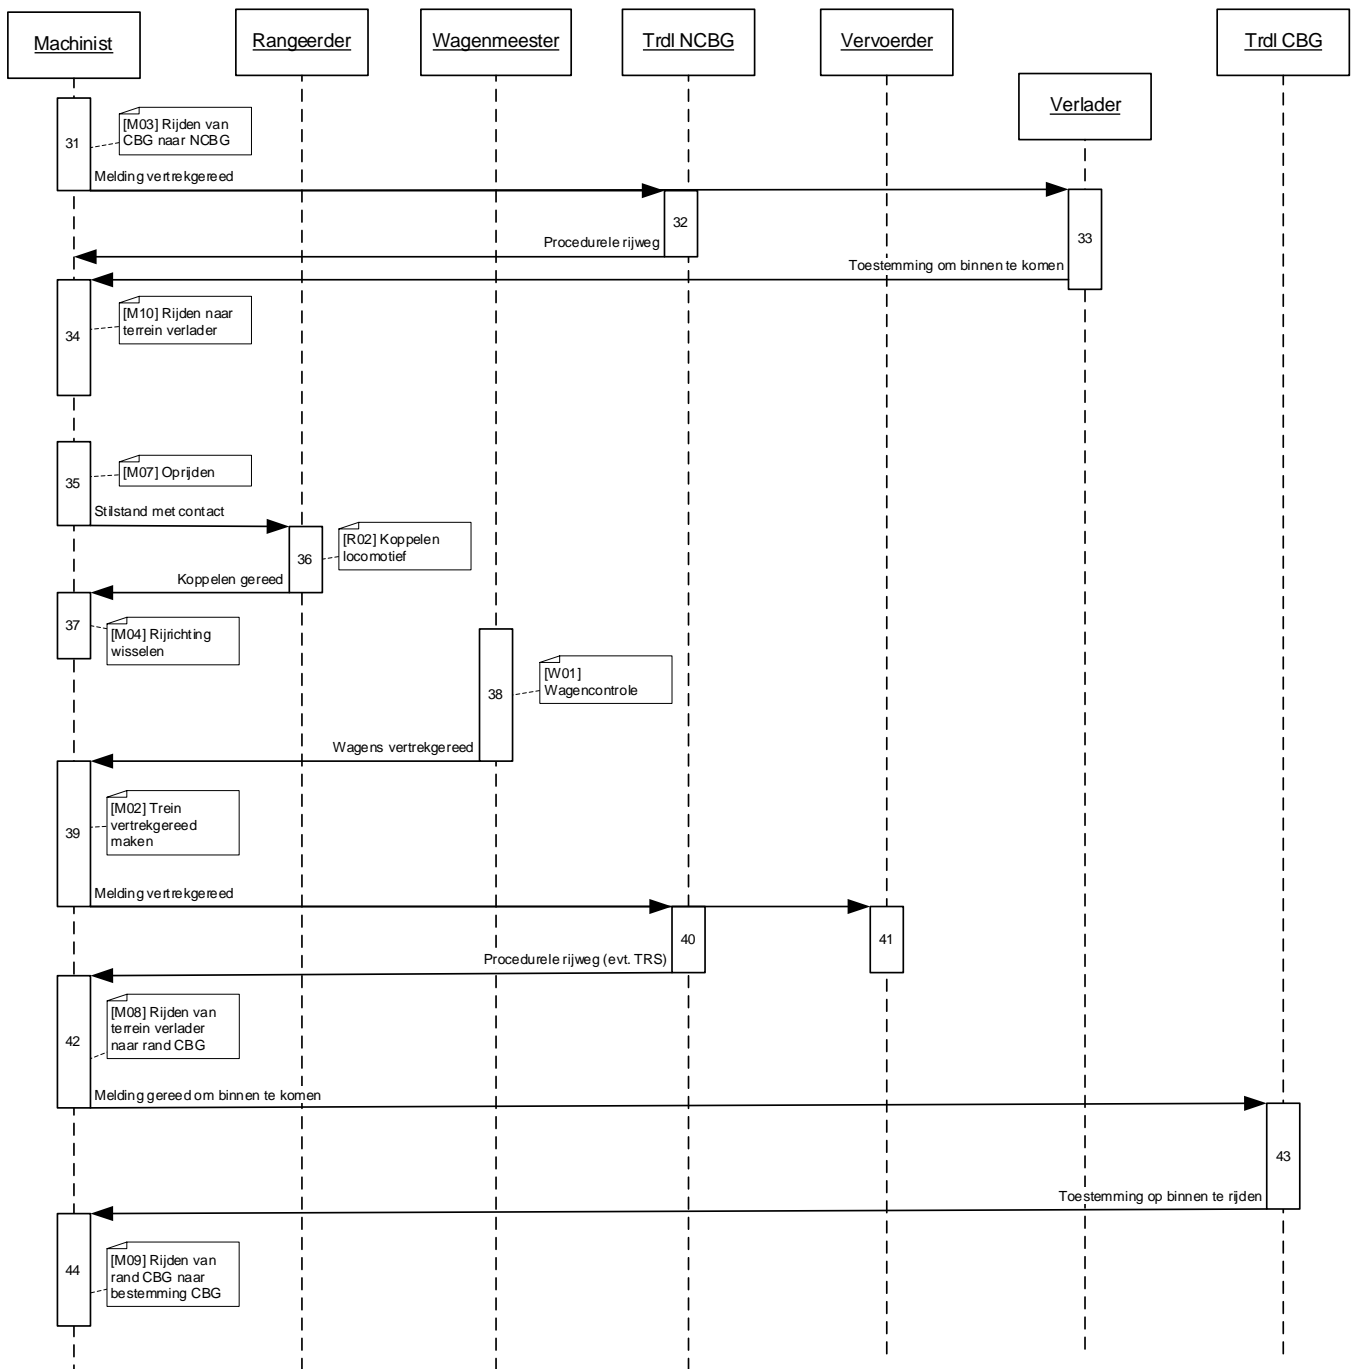 Machinist
Rangeerder
Wagenmeester
Trdl NCBG
Vervoerder
Verlader
Trdl CBG
31
[M03] Rijden van
CBG naar NCBG
Melding vertrekgereed
32
33
Procedurele rijweg
Toestemming om binnen te komen
34
[M10] Rijden naar
terrein verlader
35
[M07] Oprijden
Stilstand met contact
36
[R02] Koppelen
locomotief
Koppelen gereed
37
[M04] Rijrichting
wisselen
38
[W01]
Wagencontrole
Wagens vertrekgereed
39
[M02] Trein
vertrekgereed
maken
Melding vertrekgereed
40
41
Procedurele rijweg (evt. TRS)
42
[M08] Rijden van
terrein verlader
naar rand CBG
Melding gereed om binnen te komen
43
Toestemming op binnen te rijden
44
[M09] Rijden van
rand CBG naar
bestemming CBG